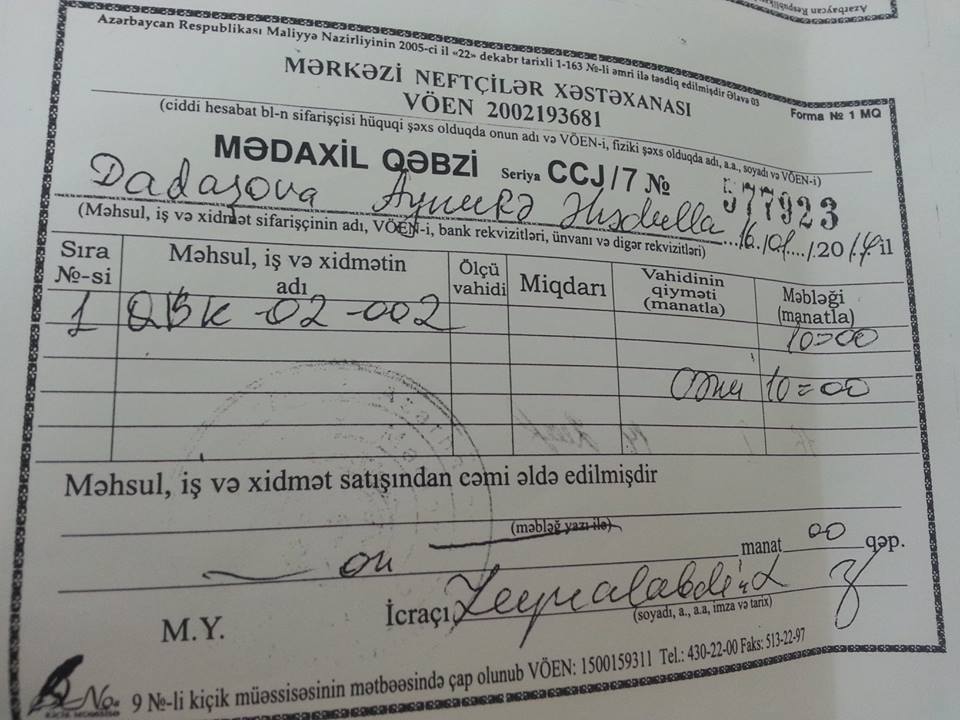 Azərbaycan Respublik
Azərbaycan Respublikası Maliyyə Nazirliyinin 2005-ci il «22» dekabr tarixli 1-163 №-li əmri ilə təsdiq edilmişdir Əlavə 03
Forma № 1 MQ
MƏRKƏZİ NEFTÇİLƏR XƏSTƏXANASI
VÖEN 2002193681
(ciddi hesabat bl-n sifarişçisi hüquqi şəxs olduqda onun adı və VÖEN-i, fiziki şəxs olduqda adı, a.a., soyadı və VÖEN-i)
MƏDAXİL QƏBZİ Seriya CCJ/7 № 577923
Dadaşova
(Məhsul, iş və xidmət sifarişçinin adı, VÖEN-i, bank rekvizitləri, ünvanı və digər rekvizitləri) 16.01./.2014 il
Sıra №-si Məhsul, iş və xidmətin adı Ölçü vahidi Miqdarı Vahidinin qiyməti (manatla) Məbləği (manatla)
1 QBK-02-002 10=00
10=00
Məhsul, iş və xidmət satışından cəmi əldə edilmişdir
(məbləğ yazı ilə)
on manat 00 qəp.
M.Y. İcraçı
(soyadı, a., a.a, imza və tarix)
9 №-li kiçik müəssisəsinin mətbəəsində çap olunub VÖEN: 1500159311 Tel.: 430-22-00 Faks: 513-22-97